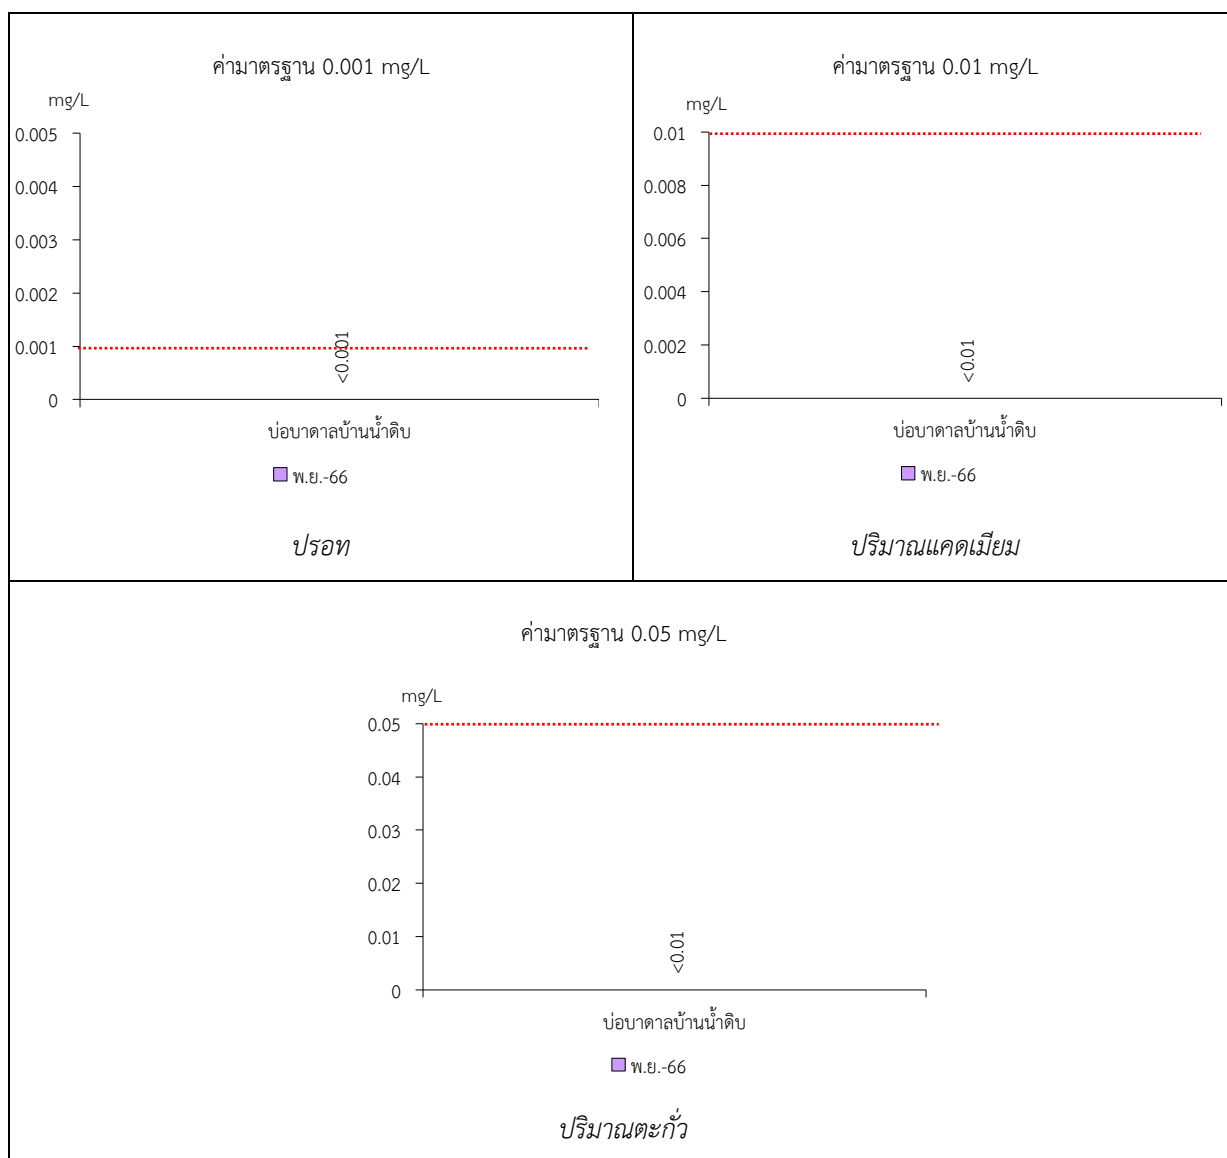 ค่ามาตรฐาน 0.001 mg/L
mg/L
0.005
0.004
0.003
0.002
0.001
0
<0.001
บ่อบาดาลบ้านน้ำดิบ
พ.ย.-66
ปรอท
ค่ามาตรฐาน 0.01 mg/L
mg/L
0.01
0.008
0.006
0.004
0.002
0
<0.01
บ่อบาดาลบ้านน้ำดิบ
พ.ย.-66
ปริมาณแคดเมียม
ค่ามาตรฐาน 0.05 mg/L
mg/L
0.05
0.04
0.03
0.02
0.01
0
<0.01
บ่อบาดาลบ้านน้ำดิบ
พ.ย.-66
ปริมาณตะกั่ว